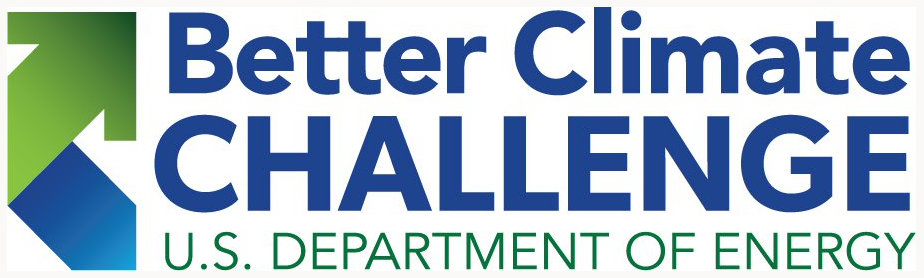 Better Climate
CHALLENGE
U.S. DEPARTMENT OF ENERGY